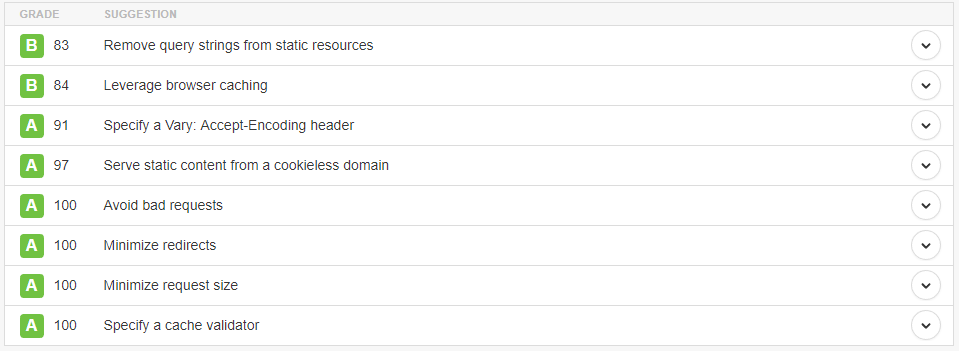 GRADE SUGGESTION
B 83 Remove query strings from static resources
B 84 Leverage browser caching
A 91 Specify a Vary: Accept-Encoding header
A 97 Serve static content from a cookieless domain
A 100 Avoid bad requests
A 100 Minimize redirects
A 100 Minimize request size
A 100 Specify a cache validator